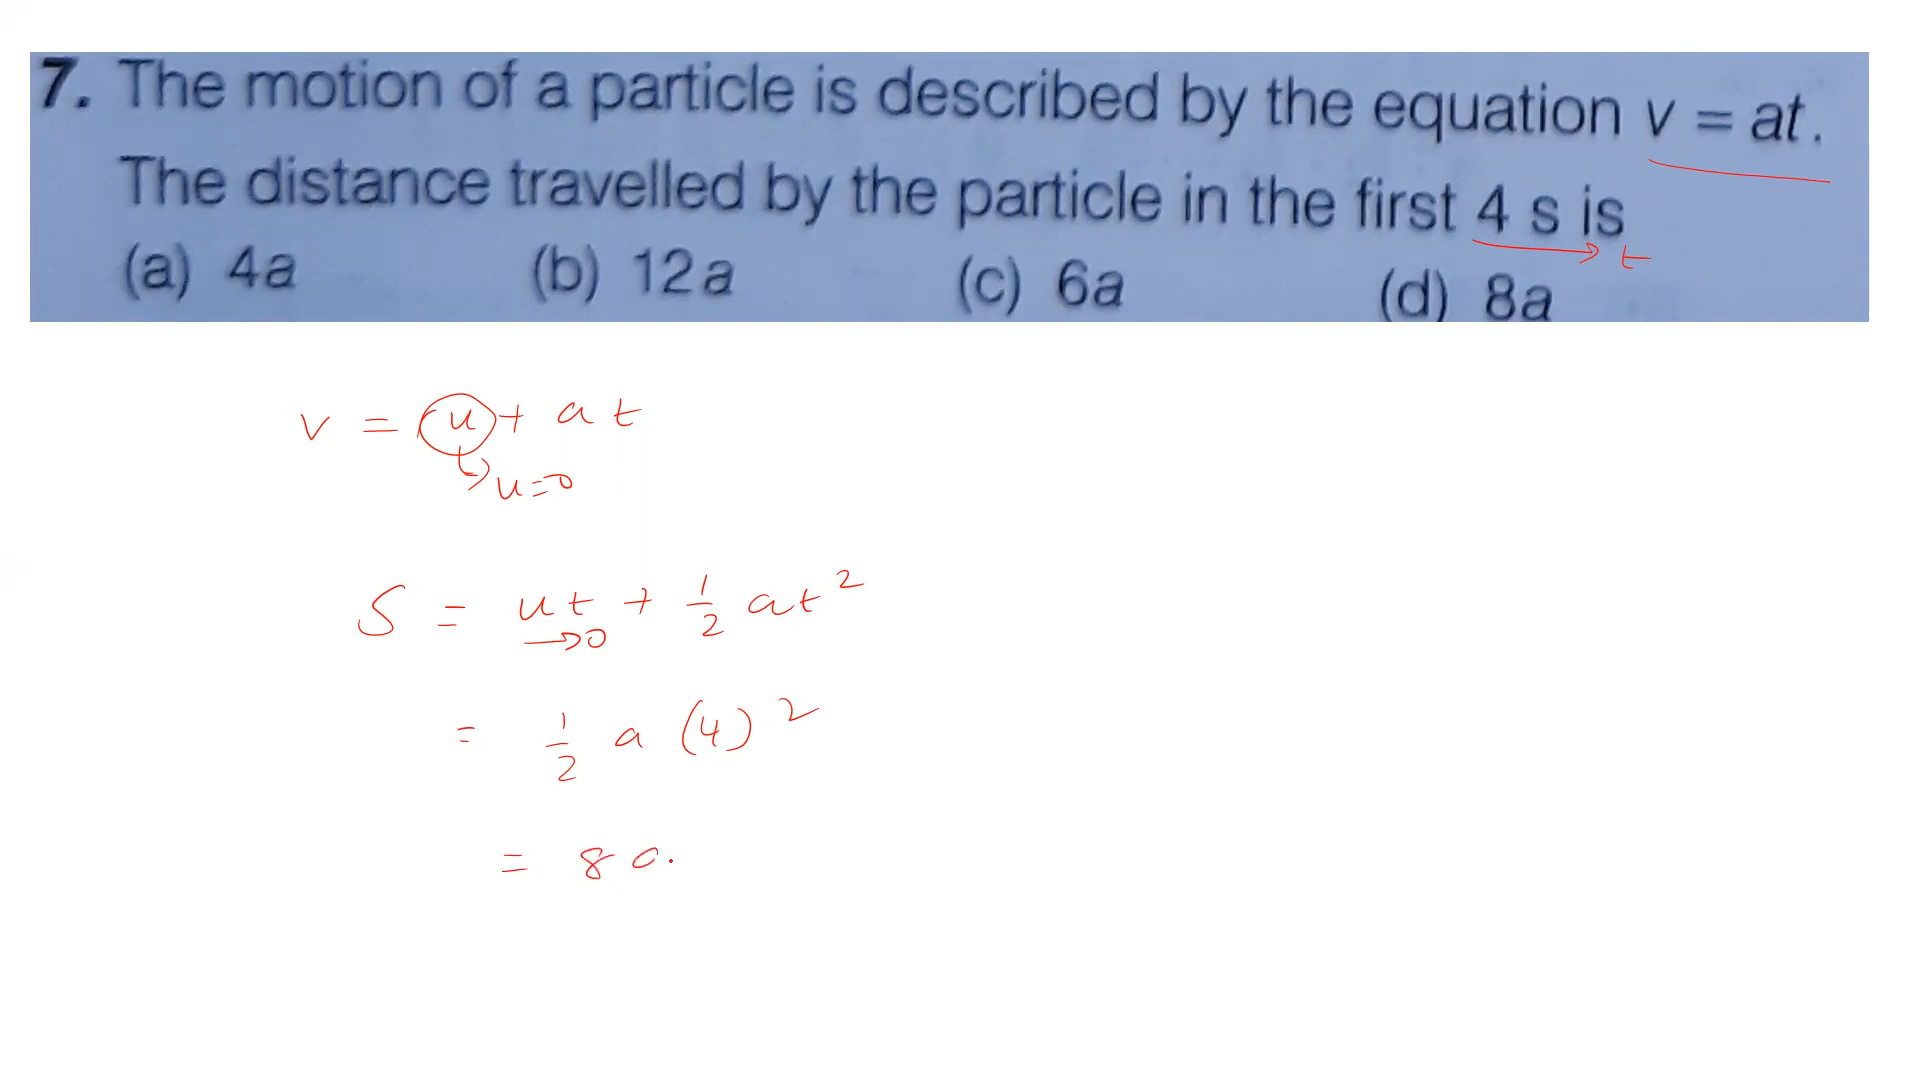 7. The motion of a particle is described by the equation v = at.
The distance travelled by the particle in the first 4 s is
t
(a) 4a (b) 12a (c) 6a (d) 8a
v = u + at
u=0
S = ut + 1/2 at²
→0
= 1/2 a (4)²
= 8a